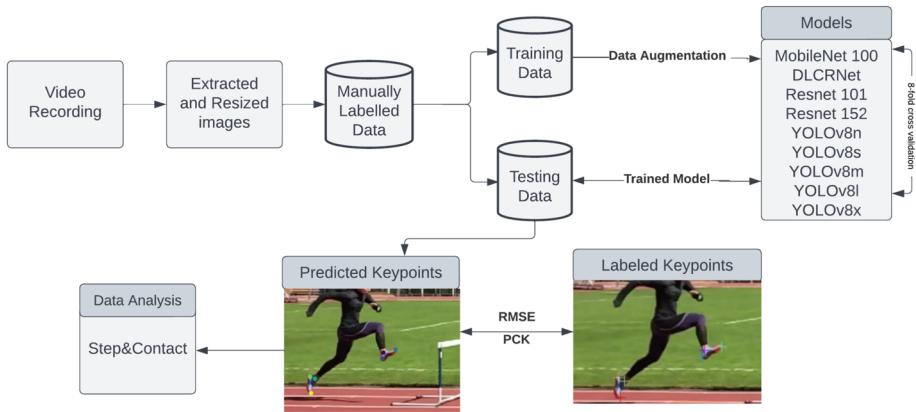 Video
Recording
Extracted
and Resized
images
Manually
Labelled
Data
Training
Data
Data Augmentation
Testing
Data
Trained Model
Models
MobileNet 100
DLCRNet
Resnet 101
Resnet 152
YOLOv8n
YOLOv8s
YOLOv8m
YOLOv8l
YOLOv8x
8-fold cross validation
Predicted Keypoints
Labeled Keypoints
RMSE
PCK
Data Analysis
Step&Contact